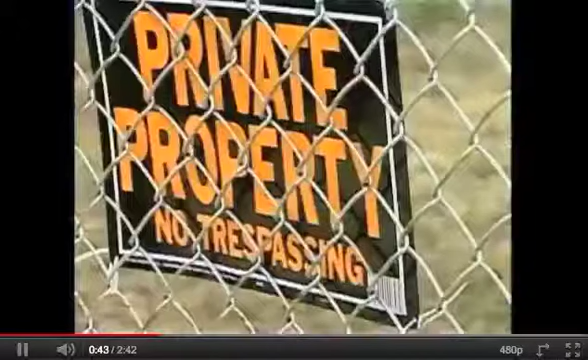 PRIVATE
PROPERTY
NO TRESPASSING
0:43 / 2:42
480p